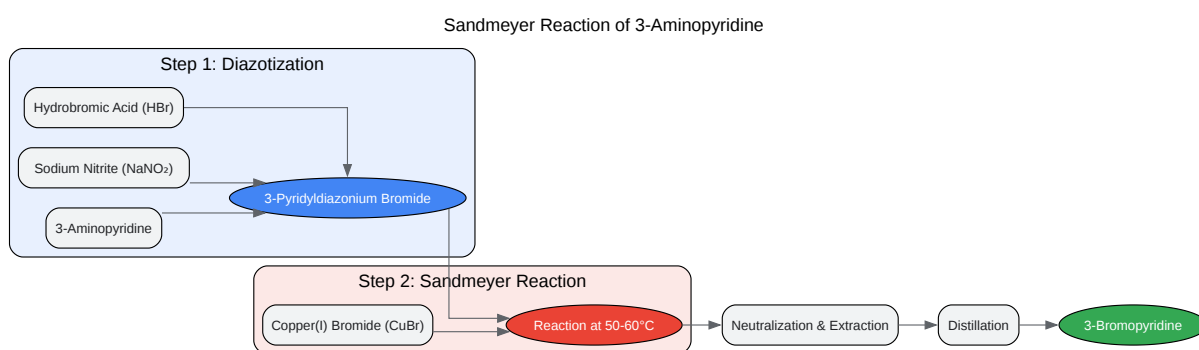 Sandmeyer Reaction of 3-Aminopyridine
Step 1: Diazotization
Hydrobromic Acid (HBr)
Sodium Nitrite (NaNO₂)
3-Pyridyldiazonium Bromide
3-Aminopyridine
Step 2: Sandmeyer Reaction
Copper(I) Bromide (CuBr)
Reaction at 50-60°C
Neutralization & Extraction
Distillation
3-Bromopyridine